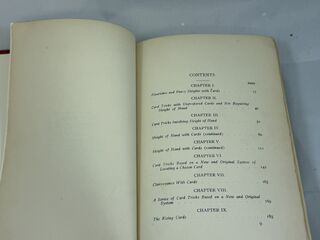 CONTENTS
PAGE
CHAPTER I
Flourishes and Fancy Sleights with Cards
CHAPTER II.
Card Tricks with Unprepared Cards and Not Requiring
Sleight of Hand
CHAPTER III.
Card Tricks Involving Sleight of Hand
CHAPTER IV.
Sleight of Hand with Cards (continued)
CHAPTER V.
Sleight of Hand with Cards (continued)
CHAPTER VI
Card Tricks Based on a New and Original System of
Locating a Chosen Card
CHAPTER VII.
Clairvoyance With Cards
CHAPTER VIII.
A Series of Card Tricks Based on a New and Original
System
CHAPTER IX.
The Rising Cards
9